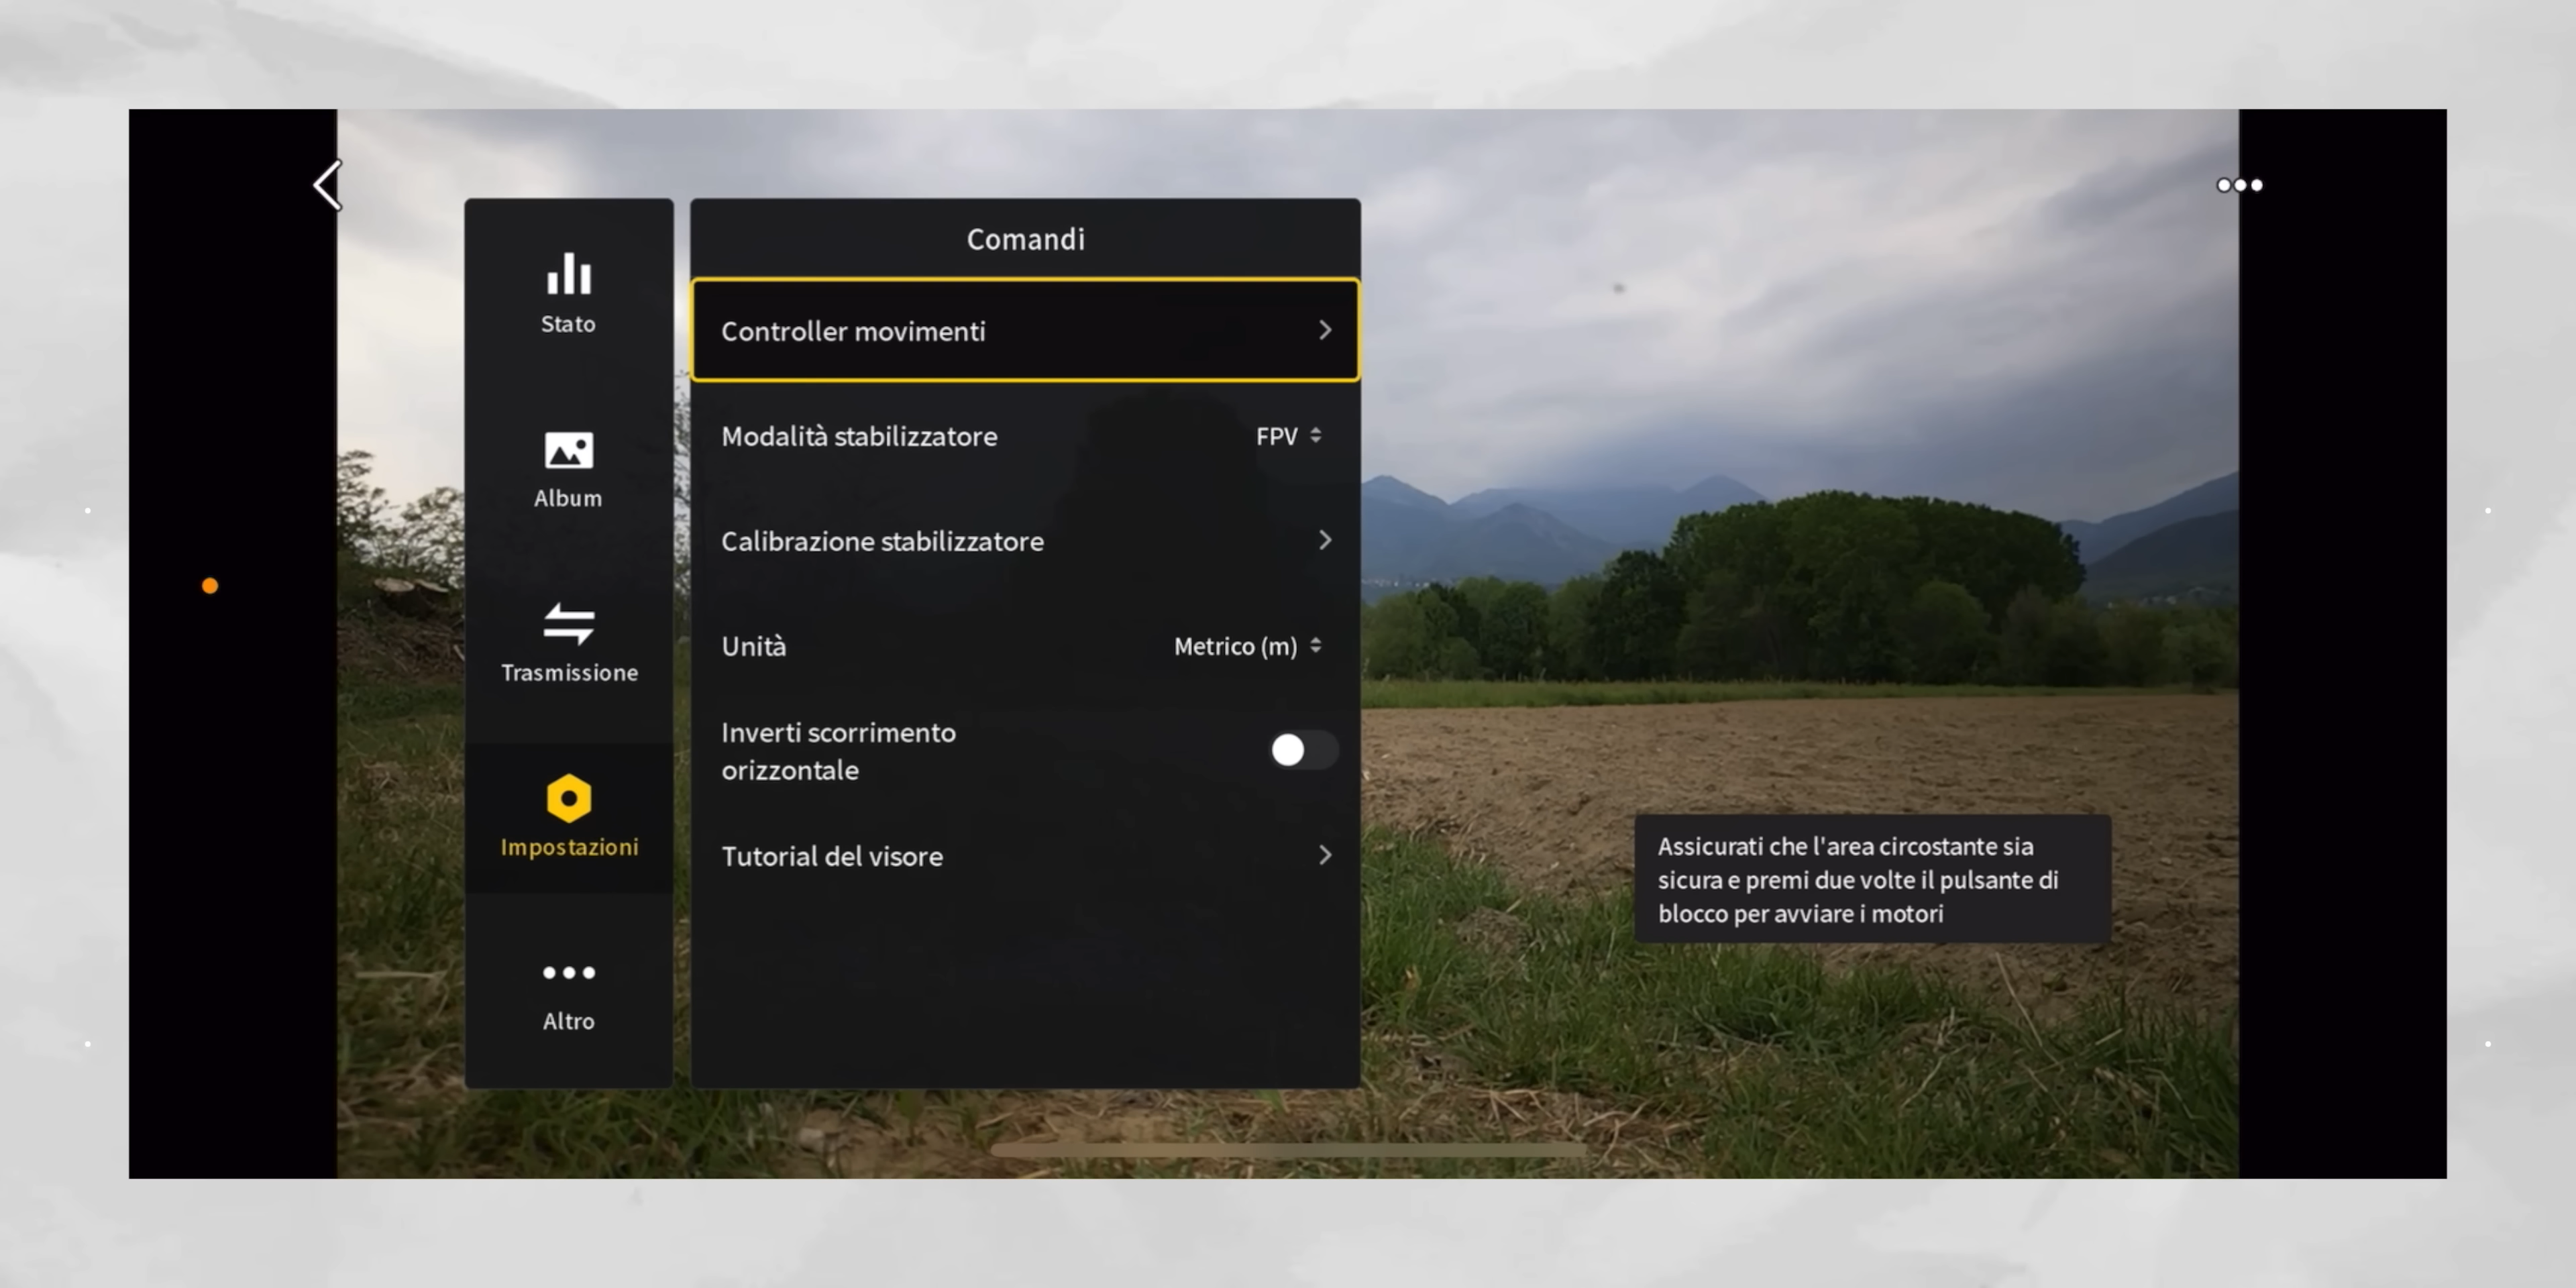 Stato
Album
Trasmissione
Impostazioni
Altro
Comandi
Controller movimenti
Modalità stabilizzatore FPV
Calibrazione stabilizzatore
Unità Metrico (m)
Inverti scorrimento
orizzontale
Tutorial del visore
Assicurati che l'area circostante sia
sicura e premi due volte il pulsante di
blocco per avviare i motori